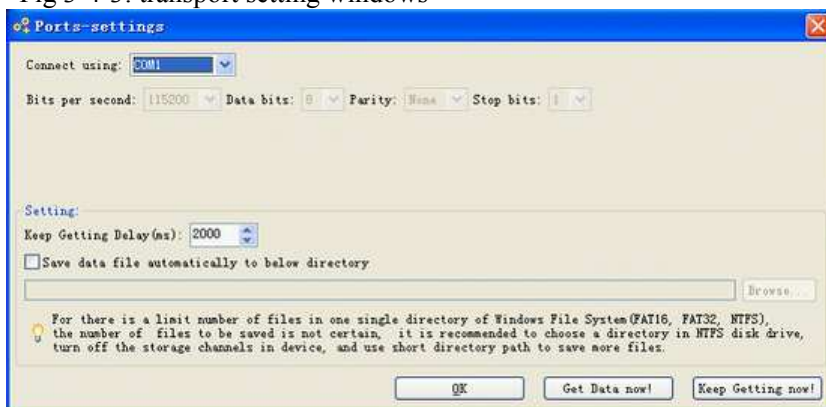 Fig 3-4-3: transport setting windows
Ports-settings
Connect using: COM1
Bits per second: 115200 Data bits: 8 Parity: None Stop bits: 1
Setting:
Keep Getting Delay(ms): 2000
Save data file automatically to below directory
Browse...
For there is a limit number of files in one single directory of Windows File System(FAT16, FAT32, NTFS),
the number of files to be saved is not certain, it is recommended to choose a directory in NTFS disk drive,
turn off the storage channels in device, and use short directory path to save more files.
OK Get Data now! Keep Getting now!